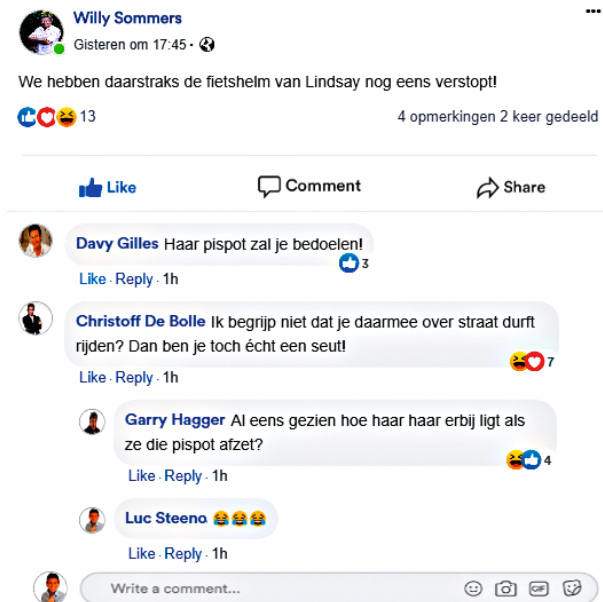 Willy Sommers
Gisteren om 17:45 ·
We hebben daarstraks de fietshelm van Lindsay nog eens verstopt!
13
4 opmerkingen 2 keer gedeeld
Like
Comment
Share
Davy Gilles Haar pispot zal je bedoelen!
3
Like · Reply · 1h
Christoff De Bolle Ik begrijp niet dat je daarmee over straat durft
rijden? Dan ben je toch écht een seut!
7
Like · Reply · 1h
Garry Hagger Al eens gezien hoe haar haar erbij ligt als
ze die pispot afzet?
4
Like · Reply · 1h
Luc Steeno 😂😂😂
Like · Reply · 1h
Write a comment...
GIF